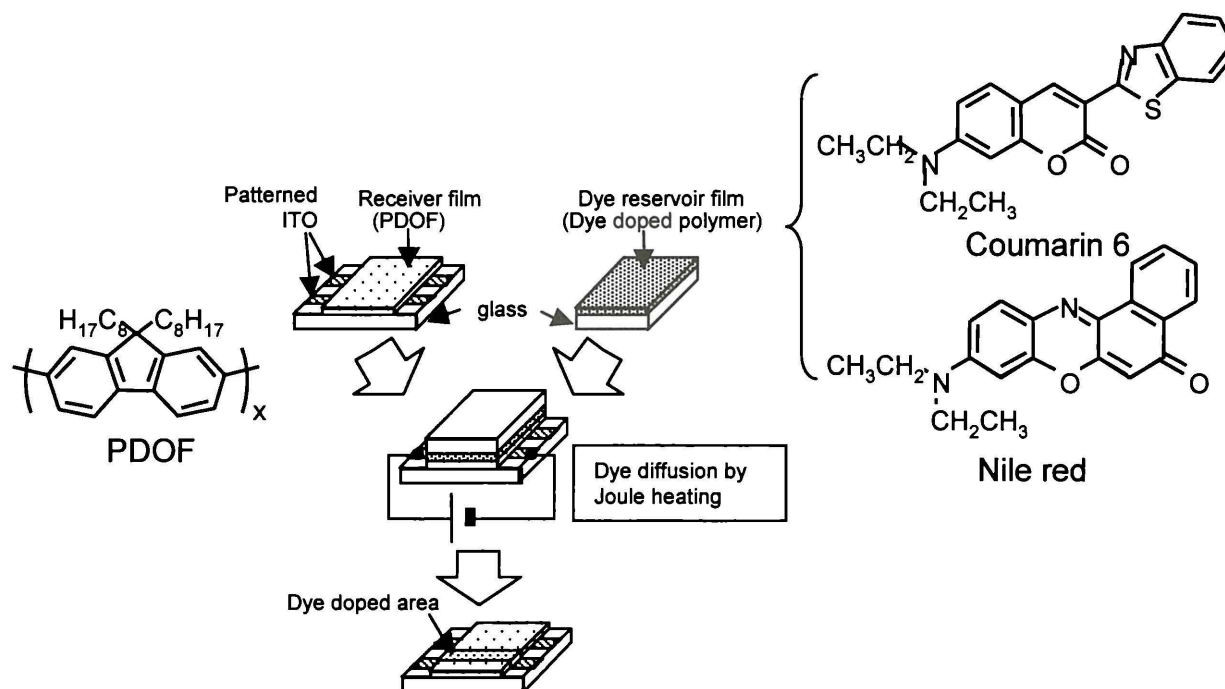 Patterned
ITO
Receiver film
(PDOF)
Dye reservoir film
(Dye doped polymer)
glass
H₁₇C₈ C₈H₁₇
x
PDOF
Dye diffusion by
Joule heating
Dye doped area
N
S
CH₃CH₂
N
O
O
CH₂CH₃
Coumarin 6
N
CH₃CH₂
N
O
O
CH₂CH₃
Nile red